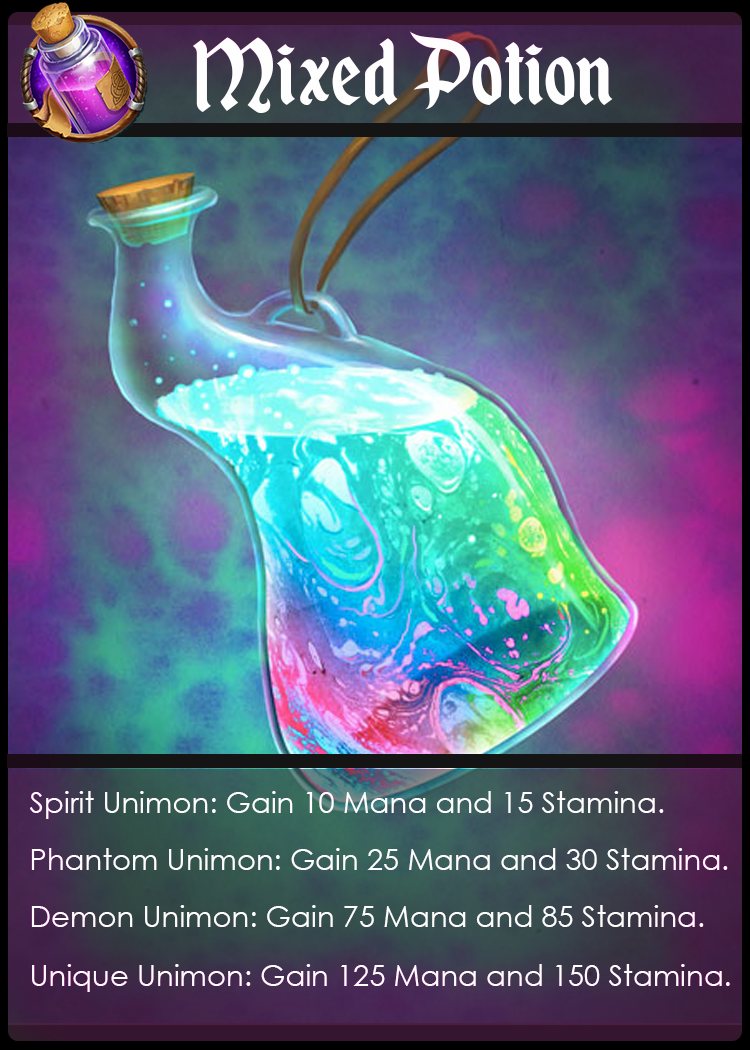 Mixed Potion
Spirit Unimon: Gain 10 Mana and 15 Stamina.
Phantom Unimon: Gain 25 Mana and 30 Stamina.
Demon Unimon: Gain 75 Mana and 85 Stamina.
Unique Unimon: Gain 125 Mana and 150 Stamina.